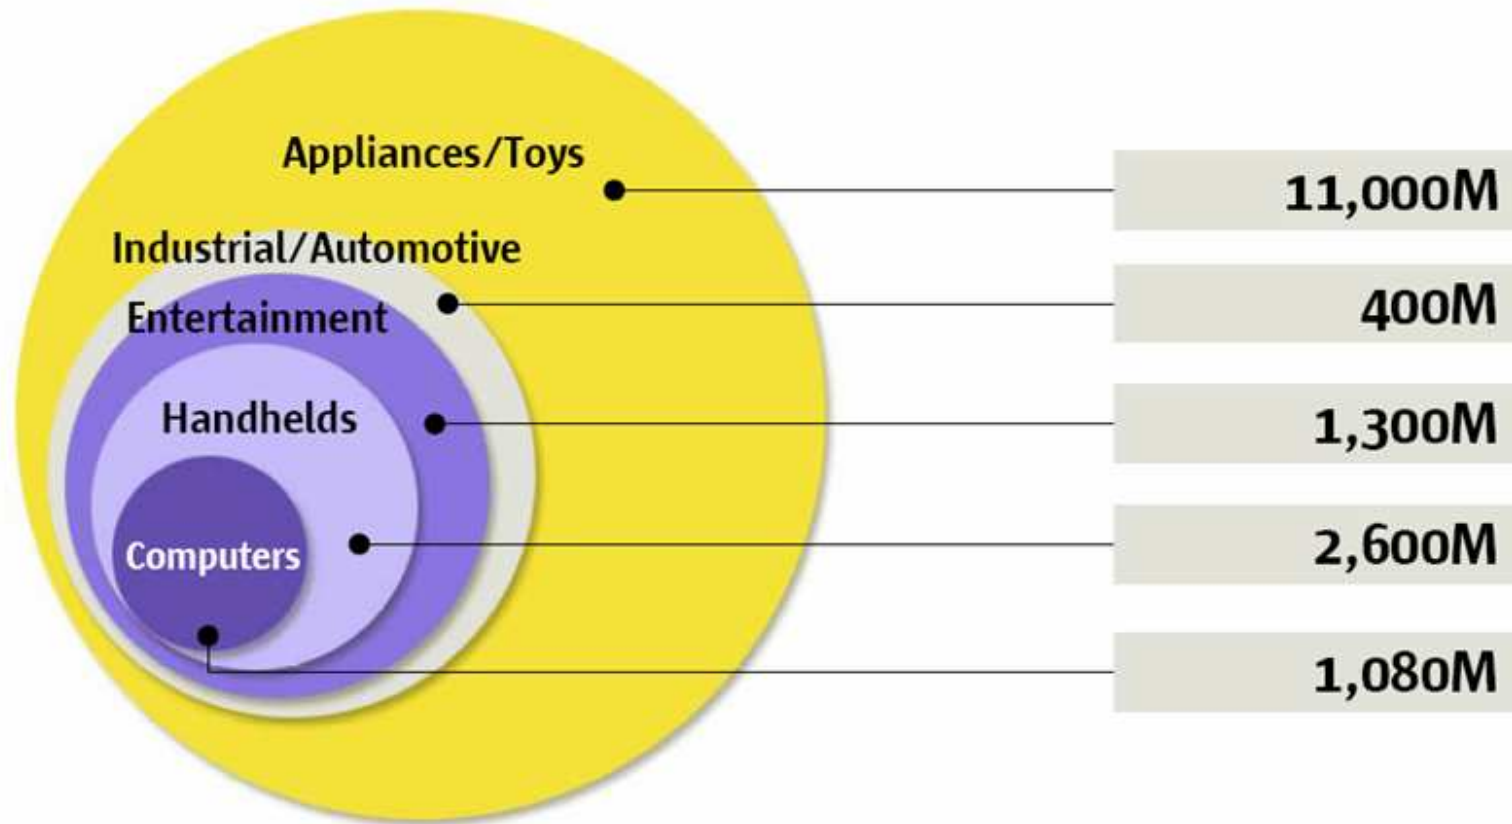 Appliances/Toys
11,000M
Industrial/Automotive
400M
Entertainment
1,300M
Handhelds
2,600M
Computers
1,080M